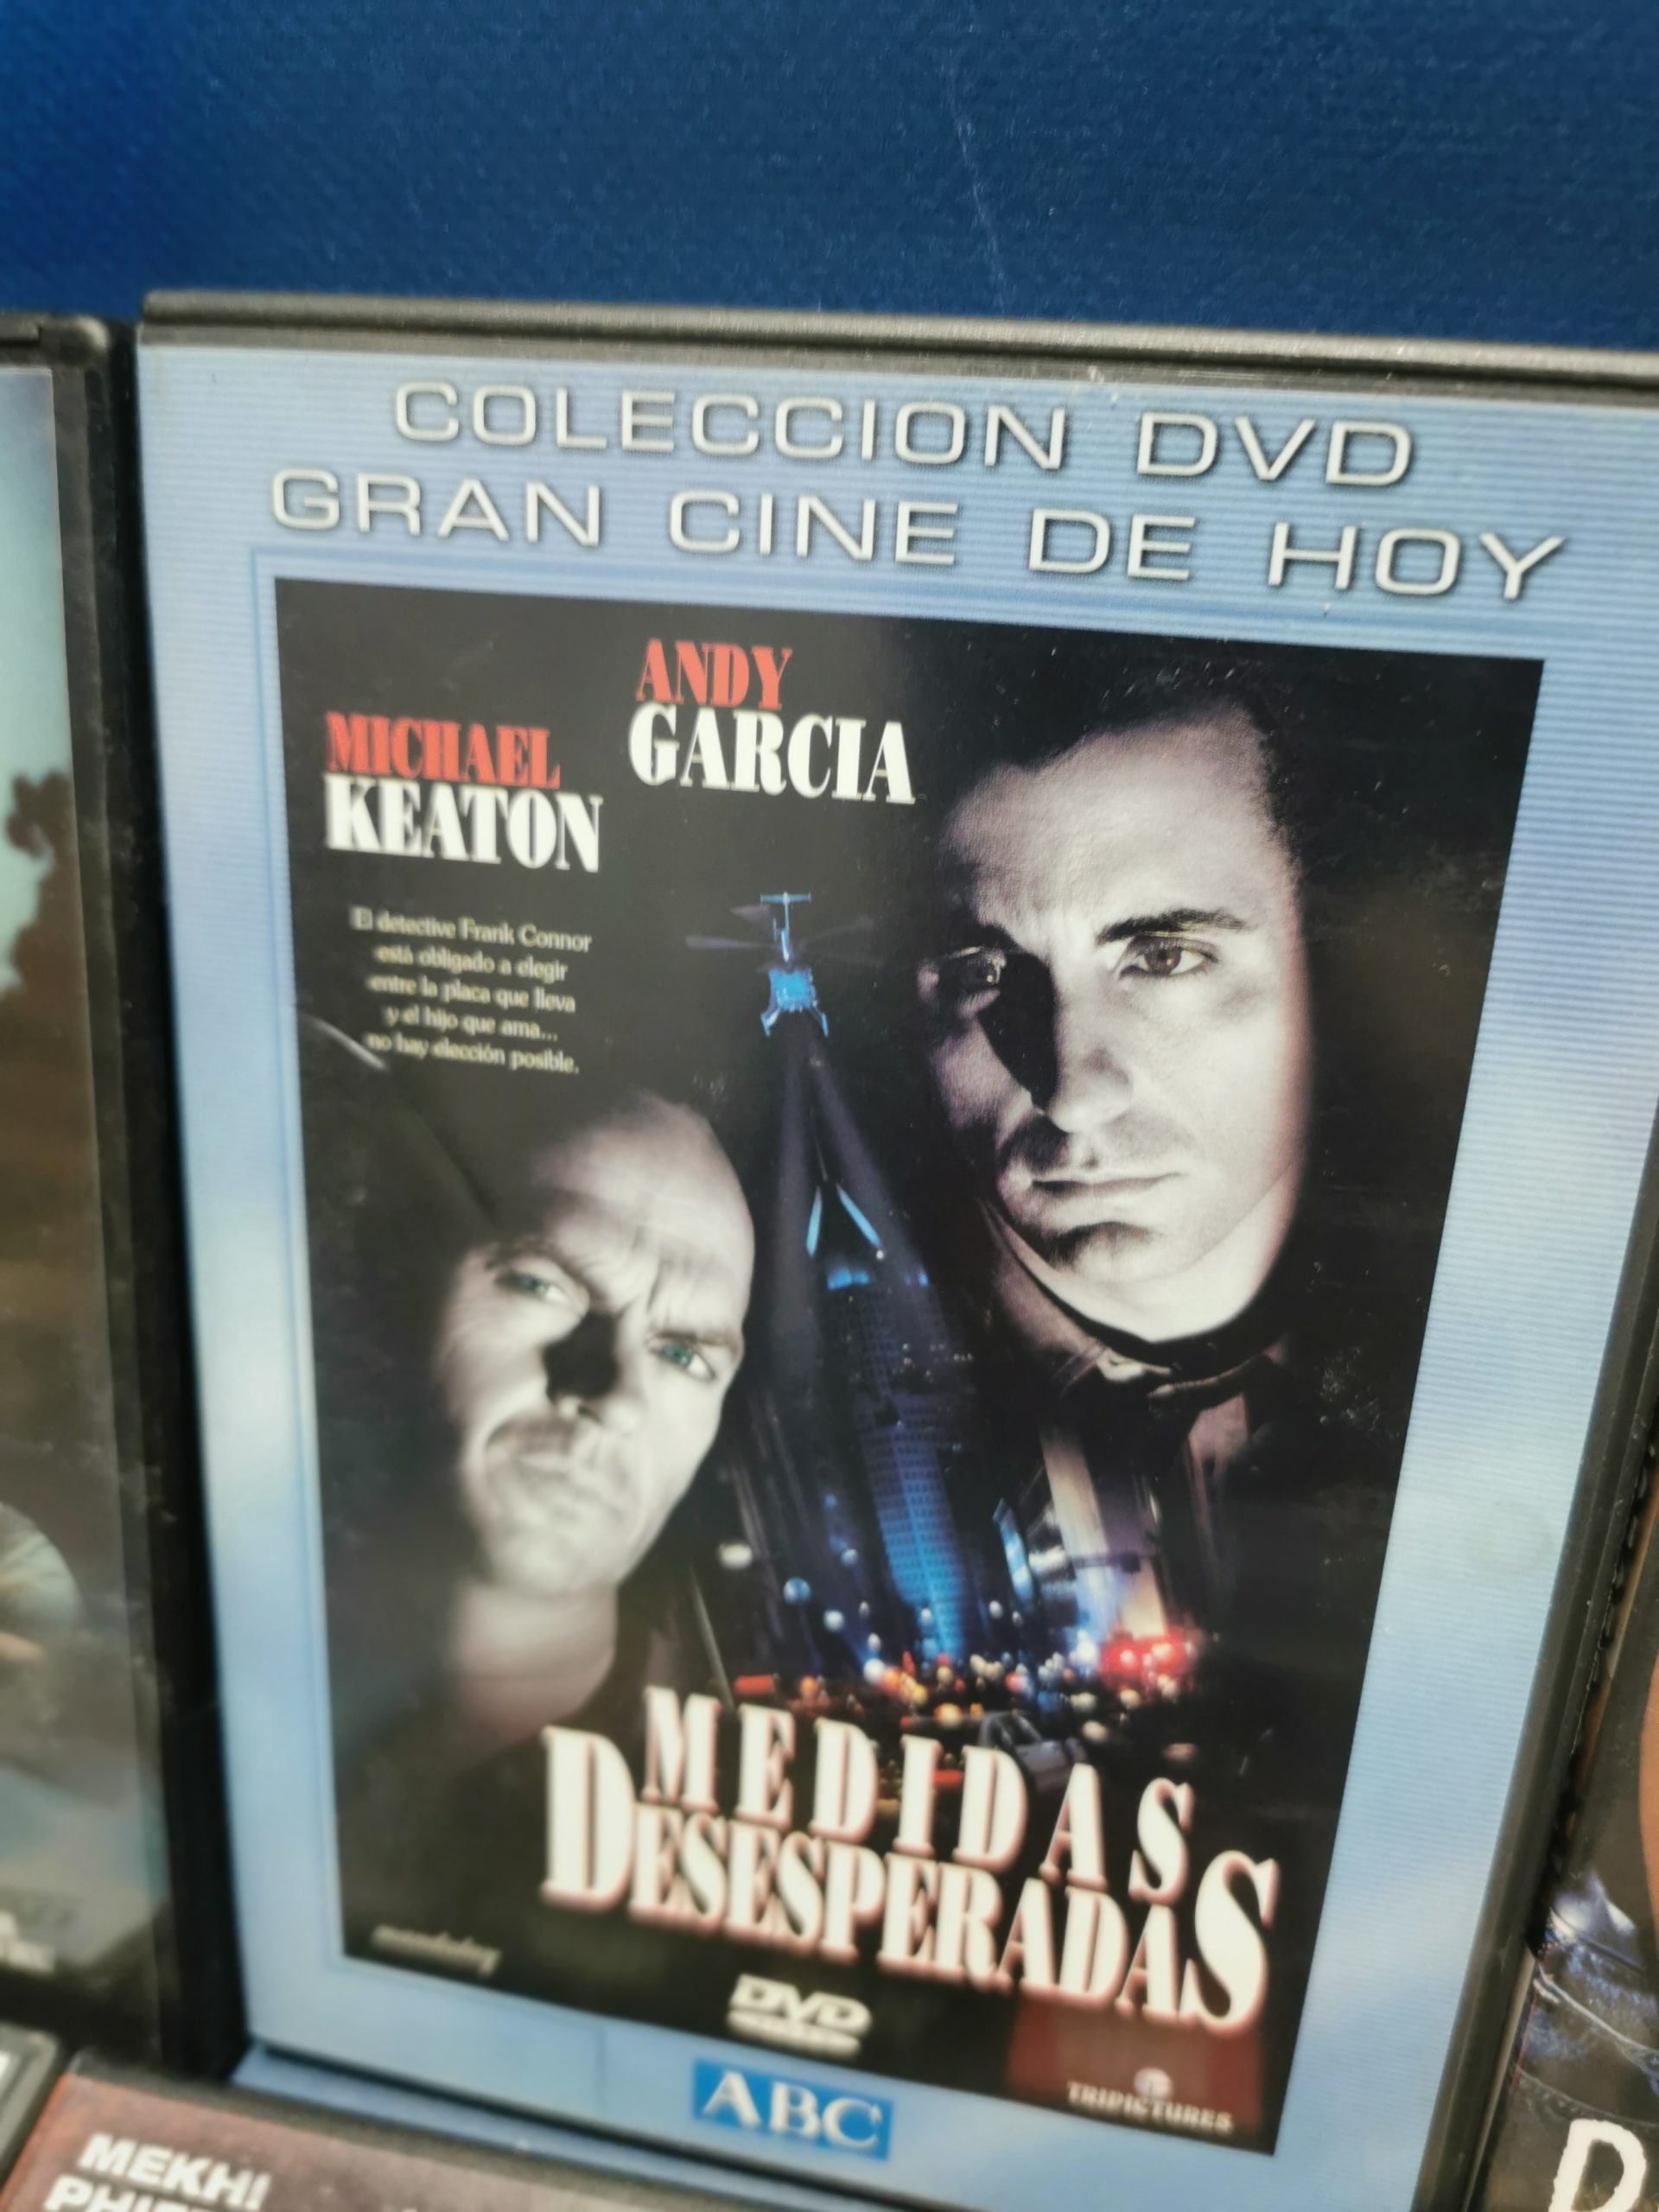 COLECCION DVD
GRAN CINE DE HOY
ANDY
GARCIA
MICHAEL
KEATON
El detective Frank Connor
está obligado a elegir
entre la placa que lleva
y el hijo que ama...
no hay elección posible.
MEDIDAS
DESESPERADAS
DVD
TRIPICTURES
ABC
MEKHI